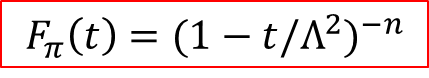 F_π(t) = (1 − t/Λ²)⁻ⁿ